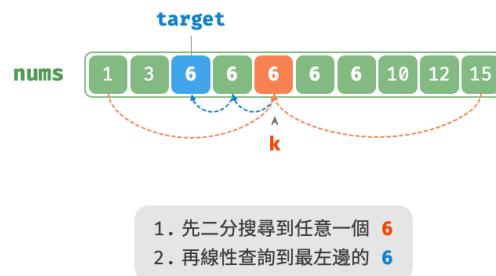 target
nums 1 3 6 6 6 6 6 10 12 15
k
1. 先二分搜尋到任意一個 6
2. 再線性查詢到最左邊的 6